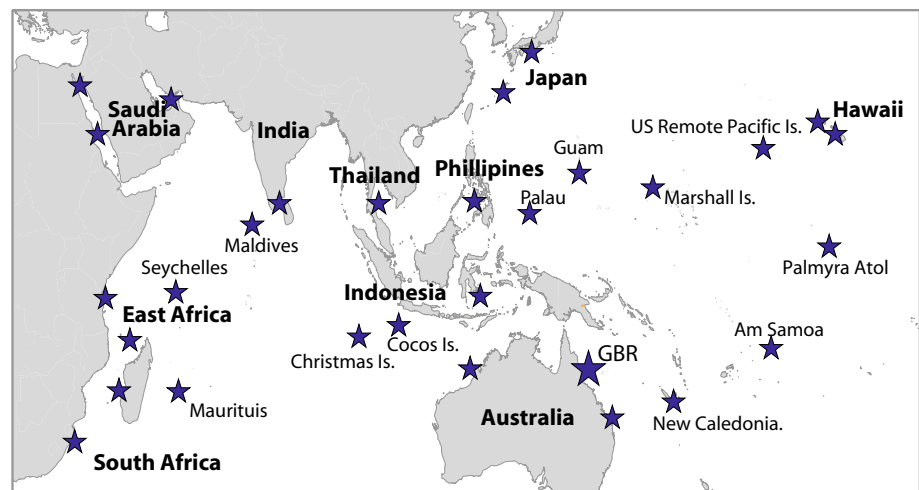 Japan
Saudi
Arabia
India
Hawaii
US Remote Pacific Is.
Guam
Phillipines
Thailand
Palau
Marshall Is.
Maldives
Seychelles
Palmyra Atol
Indonesia
East Africa
Am Samoa
Cocos Is.
Christmas Is.
GBR
Maurituis
Australia
New Caledonia.
South Africa